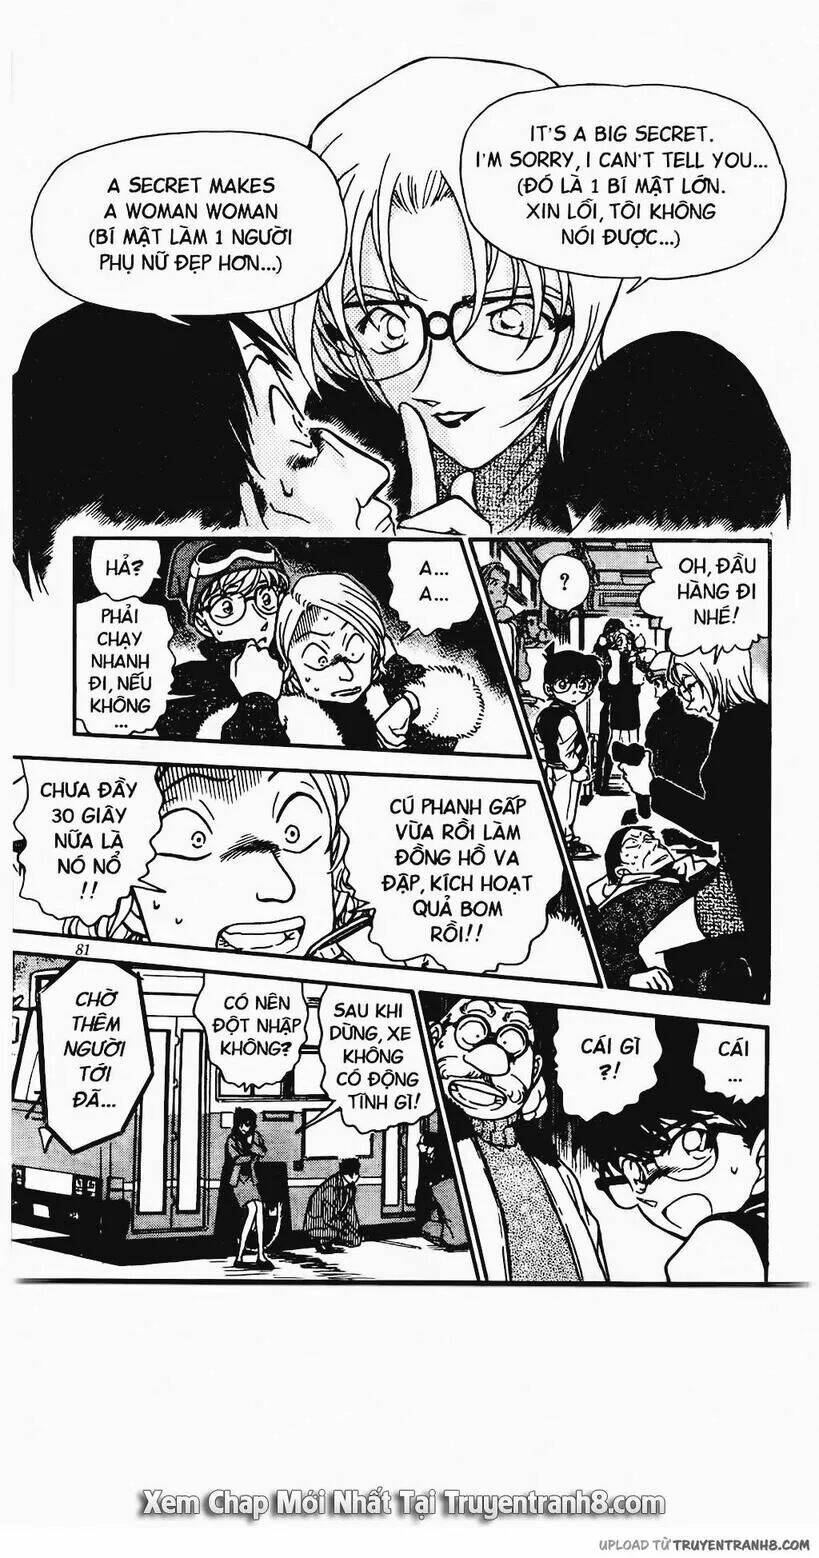 IT'S A BIG SECRET.
I'M SORRY, I CAN'T TELL YOU...
(ĐÓ LÀ 1 BÍ MẬT LỚN.
XIN LỖI, TÔI KHÔNG
NÓI ĐƯỢC...)
A SECRET MAKES
A WOMAN WOMAN
(BÍ MẬT LÀM 1 NGƯỜI
PHỤ NỮ ĐẸP HƠN...)
OH, ĐẦU
HÀNG ĐI
NHÉ!
?
A...
A...
HẢ?
PHẢI
CHẠY
NHANH
ĐI, NẾU
KHÔNG
...
CÚ PHANH GẤP
VỪA RỒI LÀM
ĐỒNG HỒ VA
ĐẬP, KÍCH HOẠT
QUẢ BOM
RỒI!!
CHƯA ĐẦY
30 GIÂY
NỮA LÀ
NÓ NỔ
!!
81
CÁI
...
CÁI GÌ
?!
SAU KHI
DỪNG, XE
KHÔNG
CÓ ĐỘNG
TĨNH GÌ!
CÓ NÊN
ĐỘT NHẬP
KHÔNG?
CHỜ
THÊM
NGƯỜI
TỚI
ĐÃ...
Xem Chap Mới Nhất Tại Truyentranh8.com
UPLOAD TỪ TRUYENTRANH8.COM